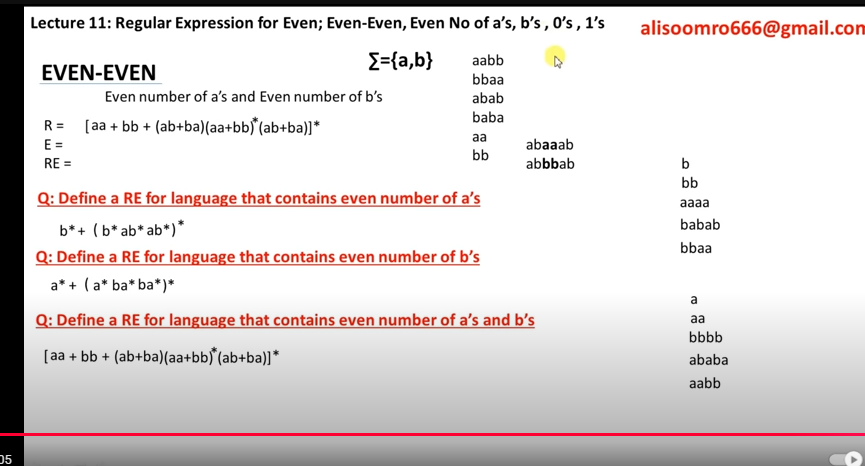 Lecture 11: Regular Expression for Even; Even-Even, Even No of a's, b's , 0's , 1's
alisoomro666@gmail.con
EVEN-EVEN
∑={a,b}
Even number of a's and Even number of b's
R = [aa + bb + (ab+ba)(aa+bb)*(ab+ba)]*
E =
RE =
aabb
bbaa
abab
baba
aa
bb
abaaab
abbbab
Q: Define a RE for language that contains even number of a's
b* + ( b* ab* ab*)*
Q: Define a RE for language that contains even number of b's
a* + ( a* ba* ba*)*
Q: Define a RE for language that contains even number of a's and b's
[aa + bb + (ab+ba)(aa+bb)*(ab+ba)]*
b
bb
aaaa
babab
bbaa
a
aa
bbbb
ababa
aabb
05